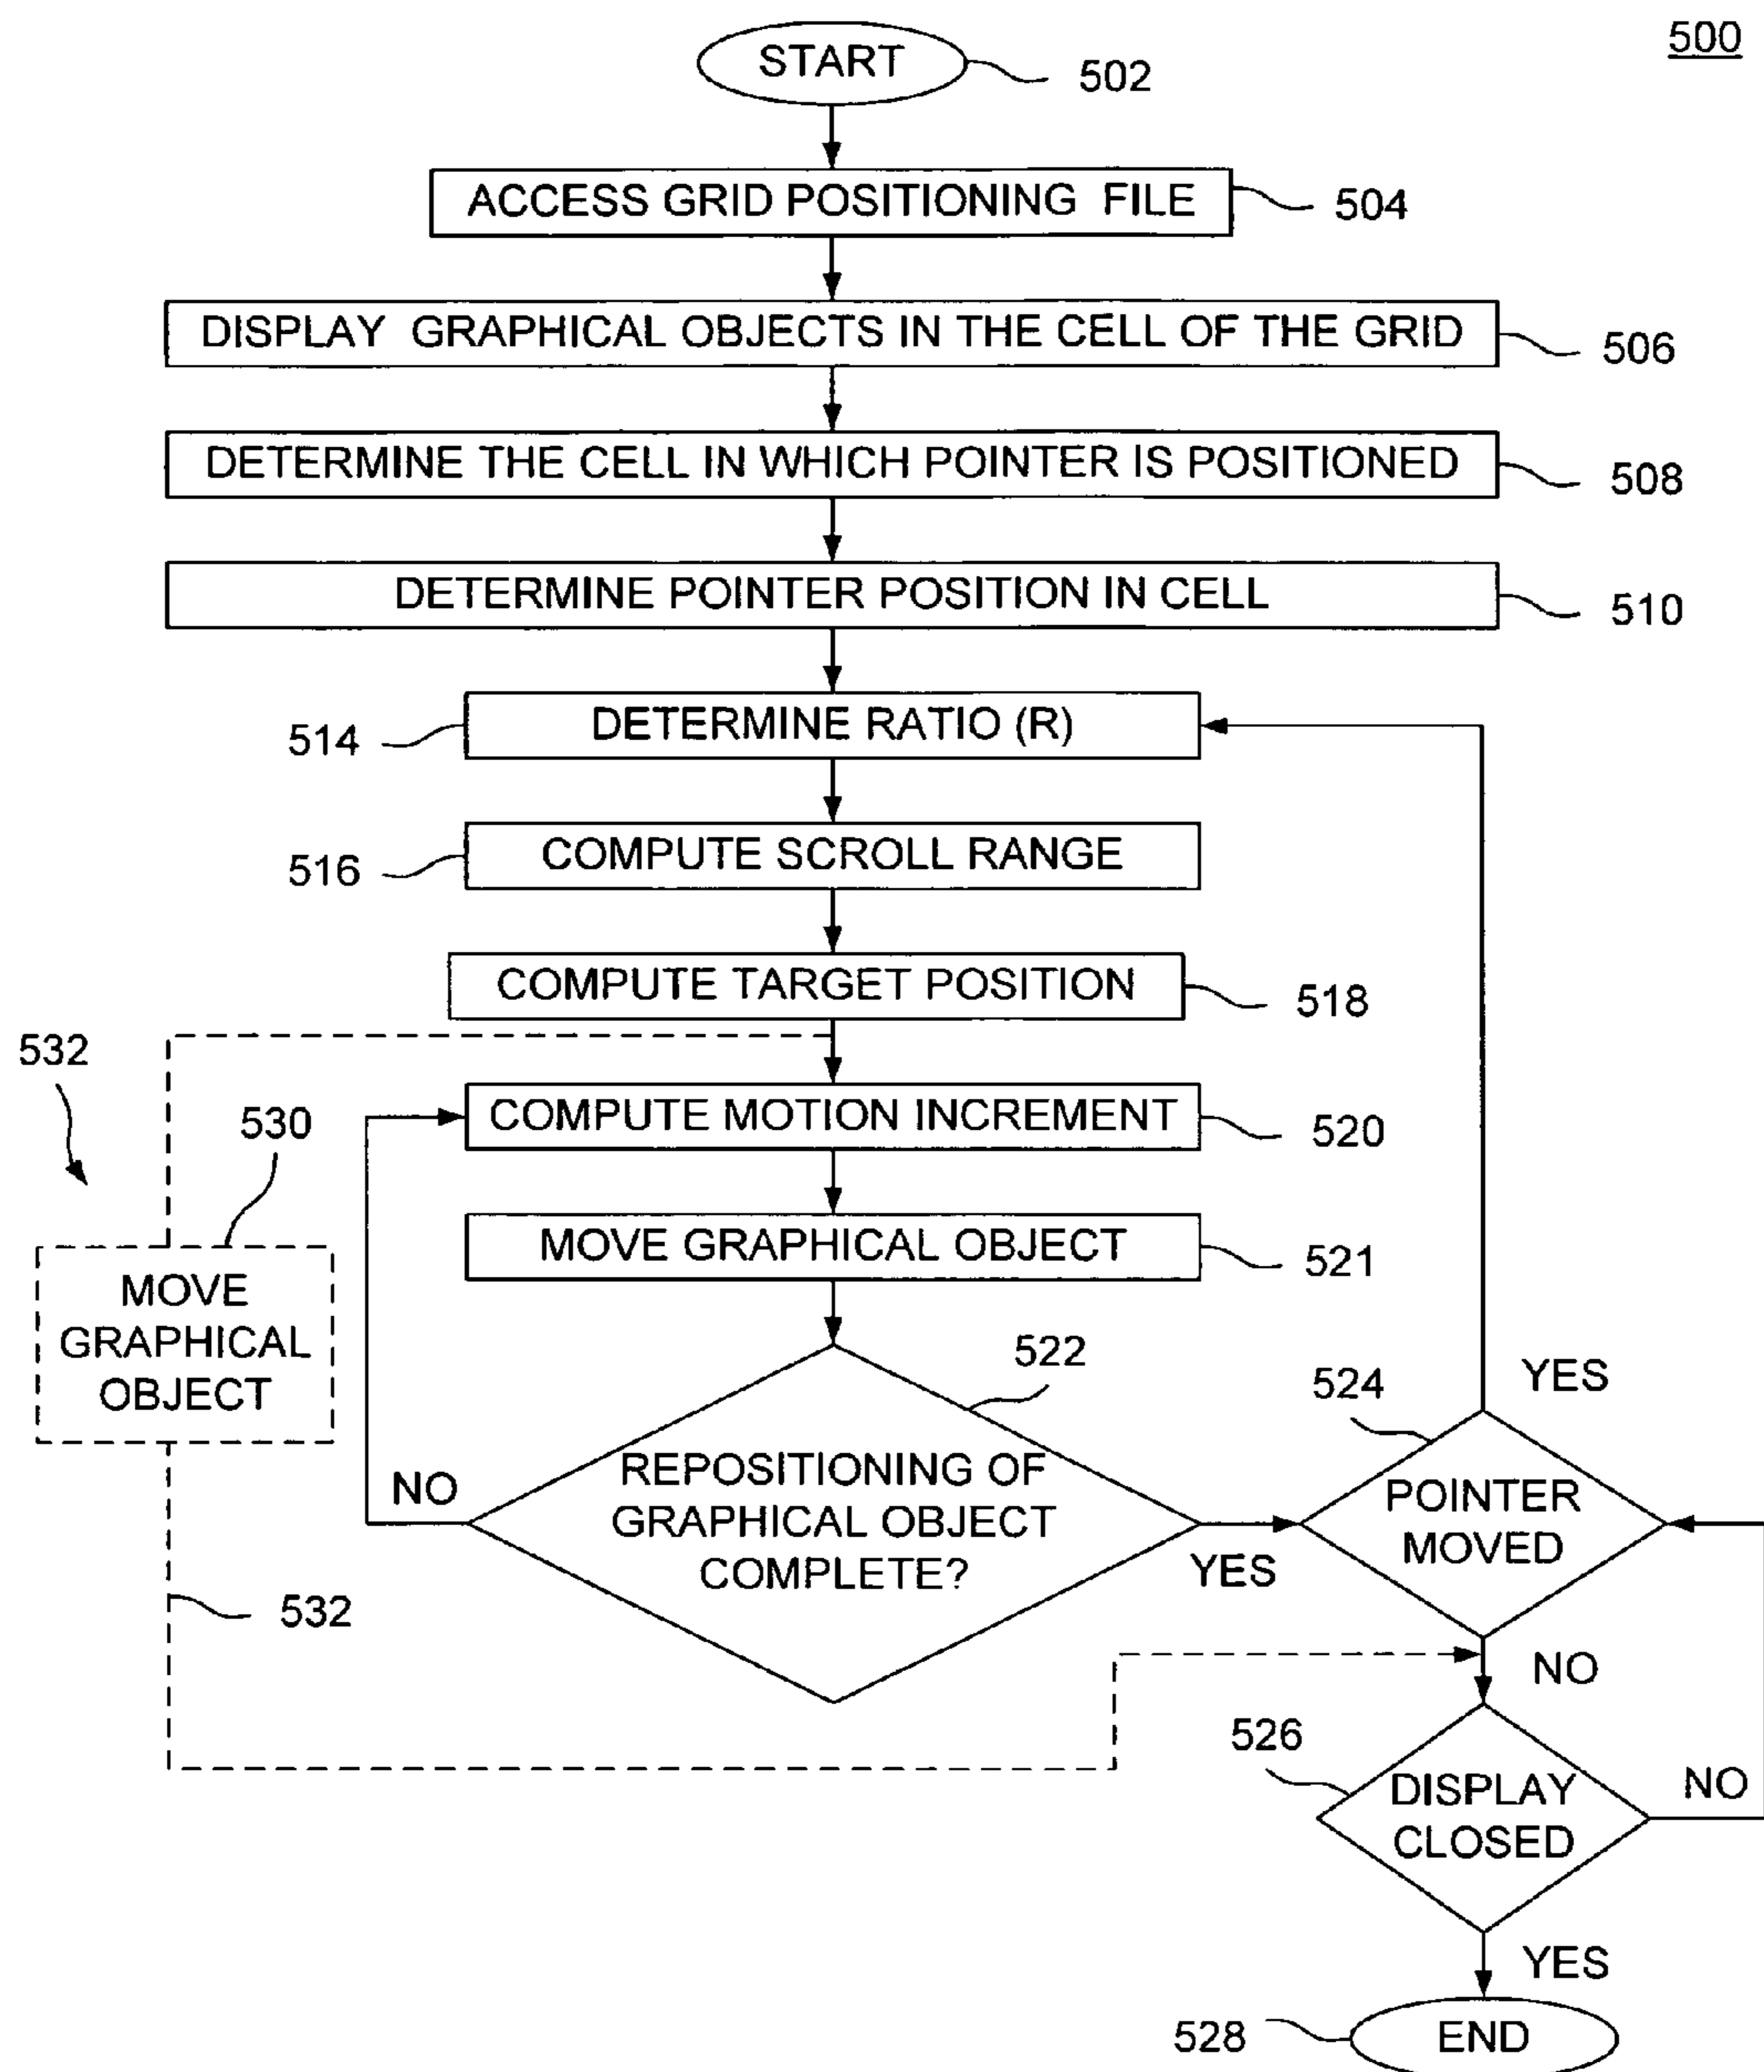 500
START
502
ACCESS GRID POSITIONING FILE
504
DISPLAY GRAPHICAL OBJECTS IN THE CELL OF THE GRID
506
DETERMINE THE CELL IN WHICH POINTER IS POSITIONED
508
DETERMINE POINTER POSITION IN CELL
510
DETERMINE RATIO (R)
514
COMPUTE SCROLL RANGE
516
COMPUTE TARGET POSITION
518
532
COMPUTE MOTION INCREMENT
520
530
MOVE GRAPHICAL OBJECT
521
MOVE
GRAPHICAL
OBJECT
522
524
YES
NO
REPOSITIONING OF
GRAPHICAL OBJECT
COMPLETE?
YES
POINTER
MOVED
532
NO
526
DISPLAY
CLOSED
NO
YES
528
END